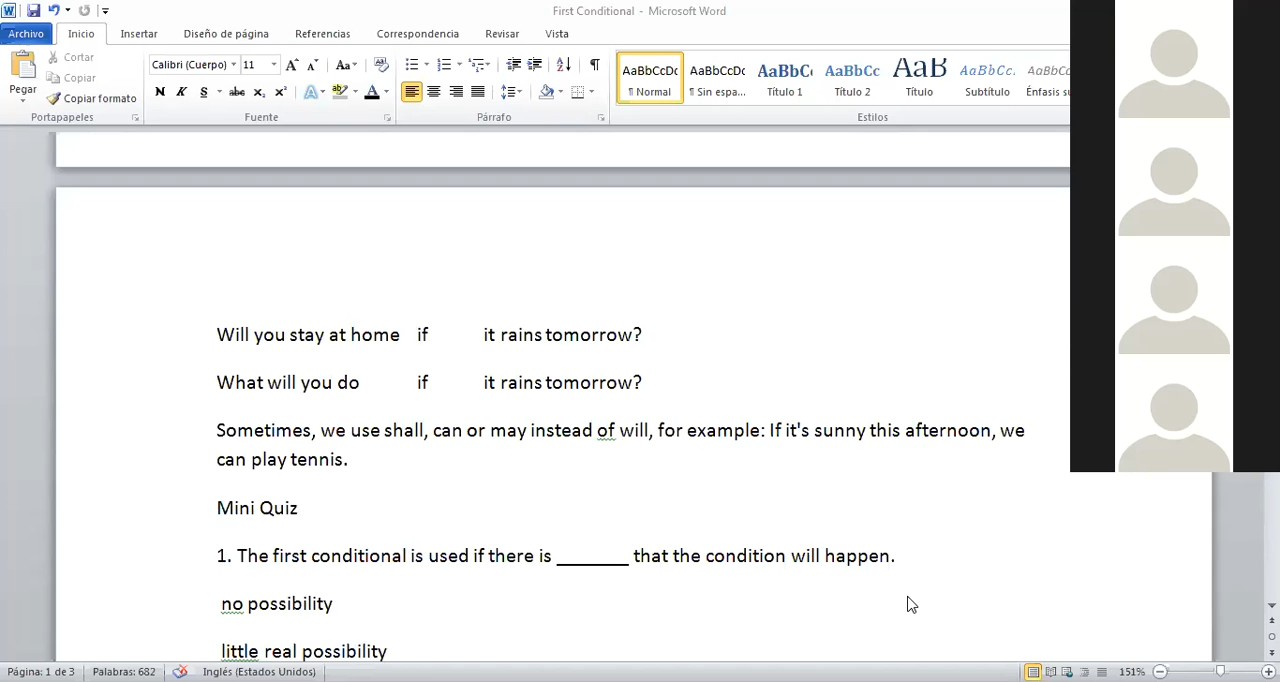 First Conditional - Microsoft Word
Archivo Inicio Insertar Diseño de página Referencias Correspondencia Revisar Vista
Pegar
Cortar
Copiar
Copiar formato
Portapapeles
Calibri (Cuerpo) 11
N K S abc x₂ x²
Fuente
Párrafo
AaBbCcDc AaBbCcDc AaBbC AaBbCc AaB AaBbCc. AaBbCc
¶ Normal ¶ Sin espa... Título 1 Título 2 Título Subtítulo Énfasis su
Estilos
Will you stay at home if it rains tomorrow?
What will you do if it rains tomorrow?
Sometimes, we use shall, can or may instead of will, for example: If it's sunny this afternoon, we
can play tennis.
Mini Quiz
1. The first conditional is used if there is _______ that the condition will happen.
no possibility
little real possibility
Página: 1 de 3 Palabras: 682 Inglés (Estados Unidos) 151%